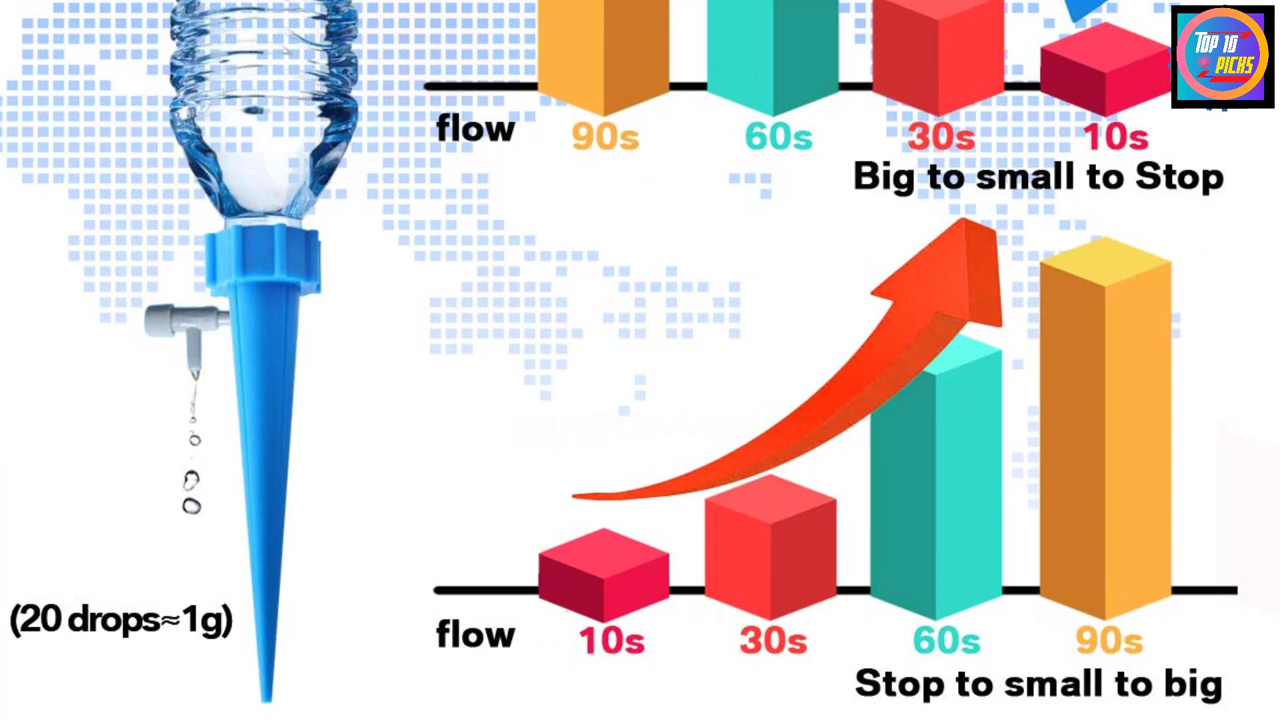 TOP 10
PICKS
flow
90s
60s
30s
10s
Big to small to Stop
(20 drops≈1g)
flow
10s
30s
60s
90s
Stop to small to big